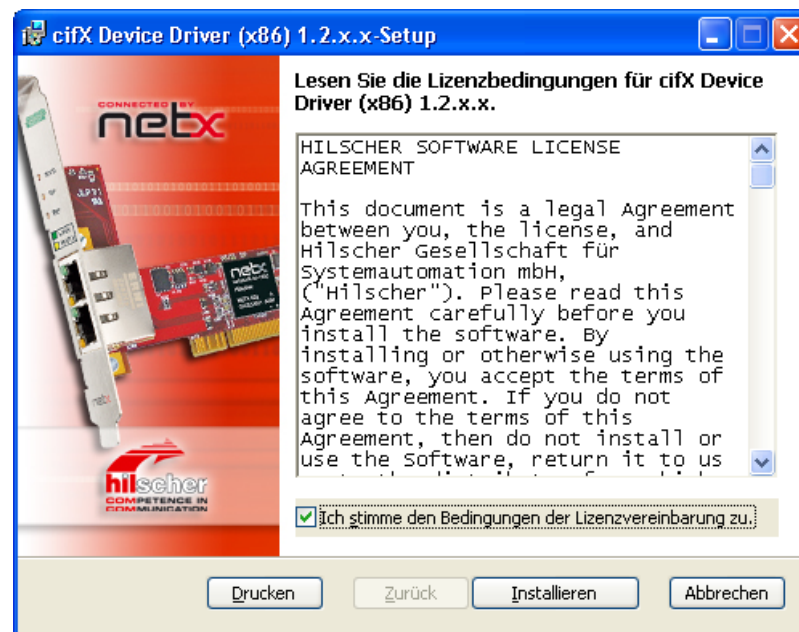 cifX Device Driver (x86) 1.2.x.x-Setup
CONNECTED BY
netx
netx
hilscher
COMPETENCE IN
COMMUNICATION
Lesen Sie die Lizenzbedingungen für cifX Device
Driver (x86) 1.2.x.x.
HILSCHER SOFTWARE LICENSE
AGREEMENT
This document is a legal Agreement
between you, the license, and
Hilscher Gesellschaft für
Systemautomation mbH,
("Hilscher"). Please read this
Agreement carefully before you
install the software. By
installing or otherwise using the
software, you accept the terms of
this Agreement. If you do not
agree to the terms of this
Agreement, then do not install or
use the Software, return it to us
Ich stimme den Bedingungen der Lizenzvereinbarung zu.
Drucken
Zurück
Installieren
Abbrechen